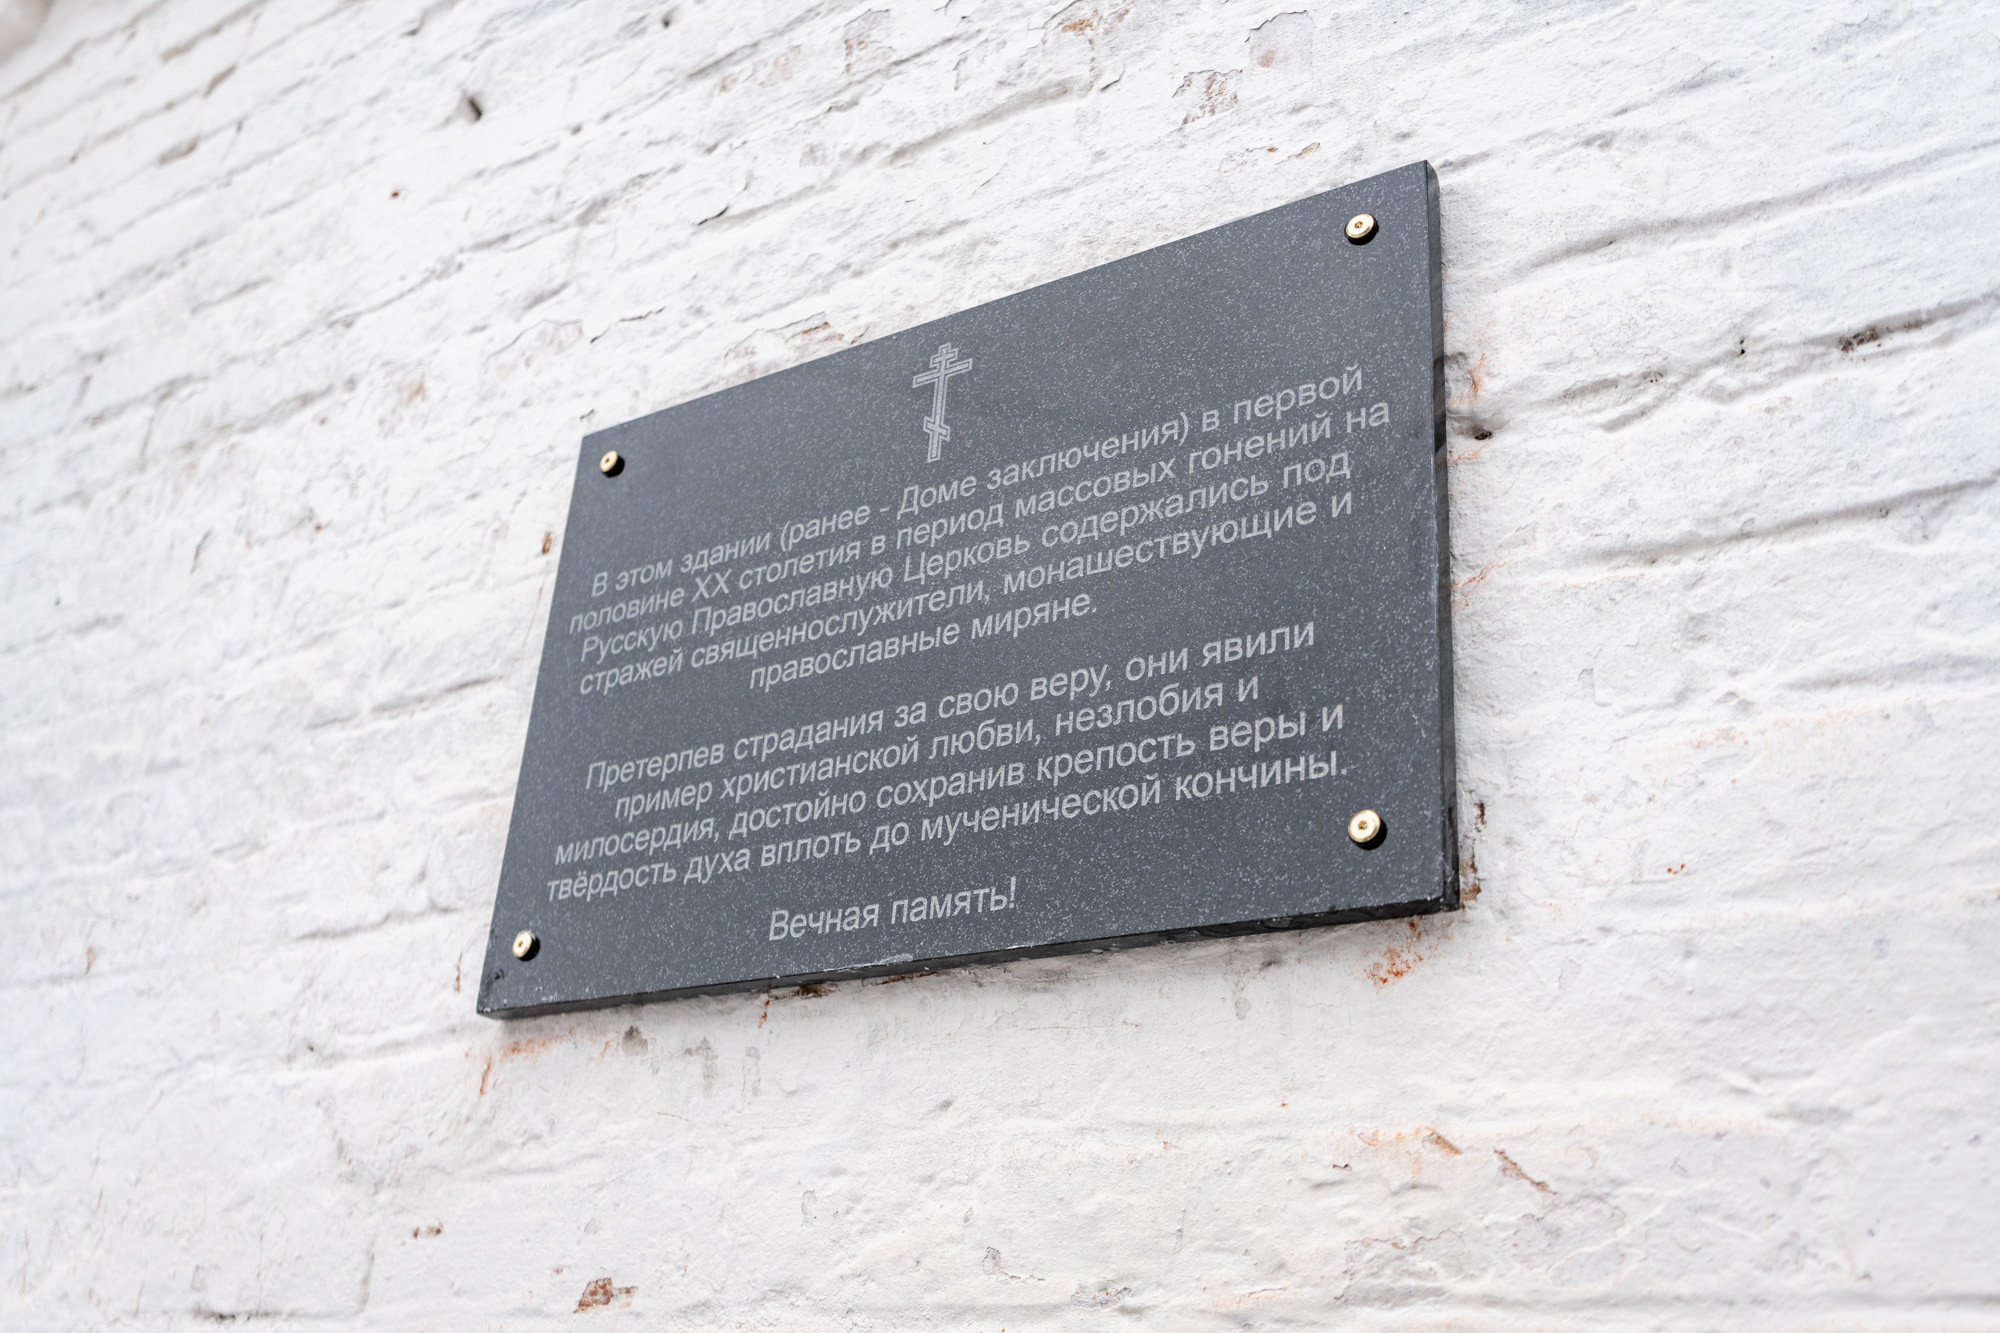 В этом здании (ранее - Доме заключения) в первой
половине XX столетия в период массовых гонений на
Русскую Православную Церковь содержались под
стражей священнослужители, монашествующие и
православные миряне.
Претерпев страдания за свою веру, они явили
пример христианской любви, незлобия и
милосердия, достойно сохранив крепость веры и
твёрдость духа вплоть до мученической кончины.
Вечная память!